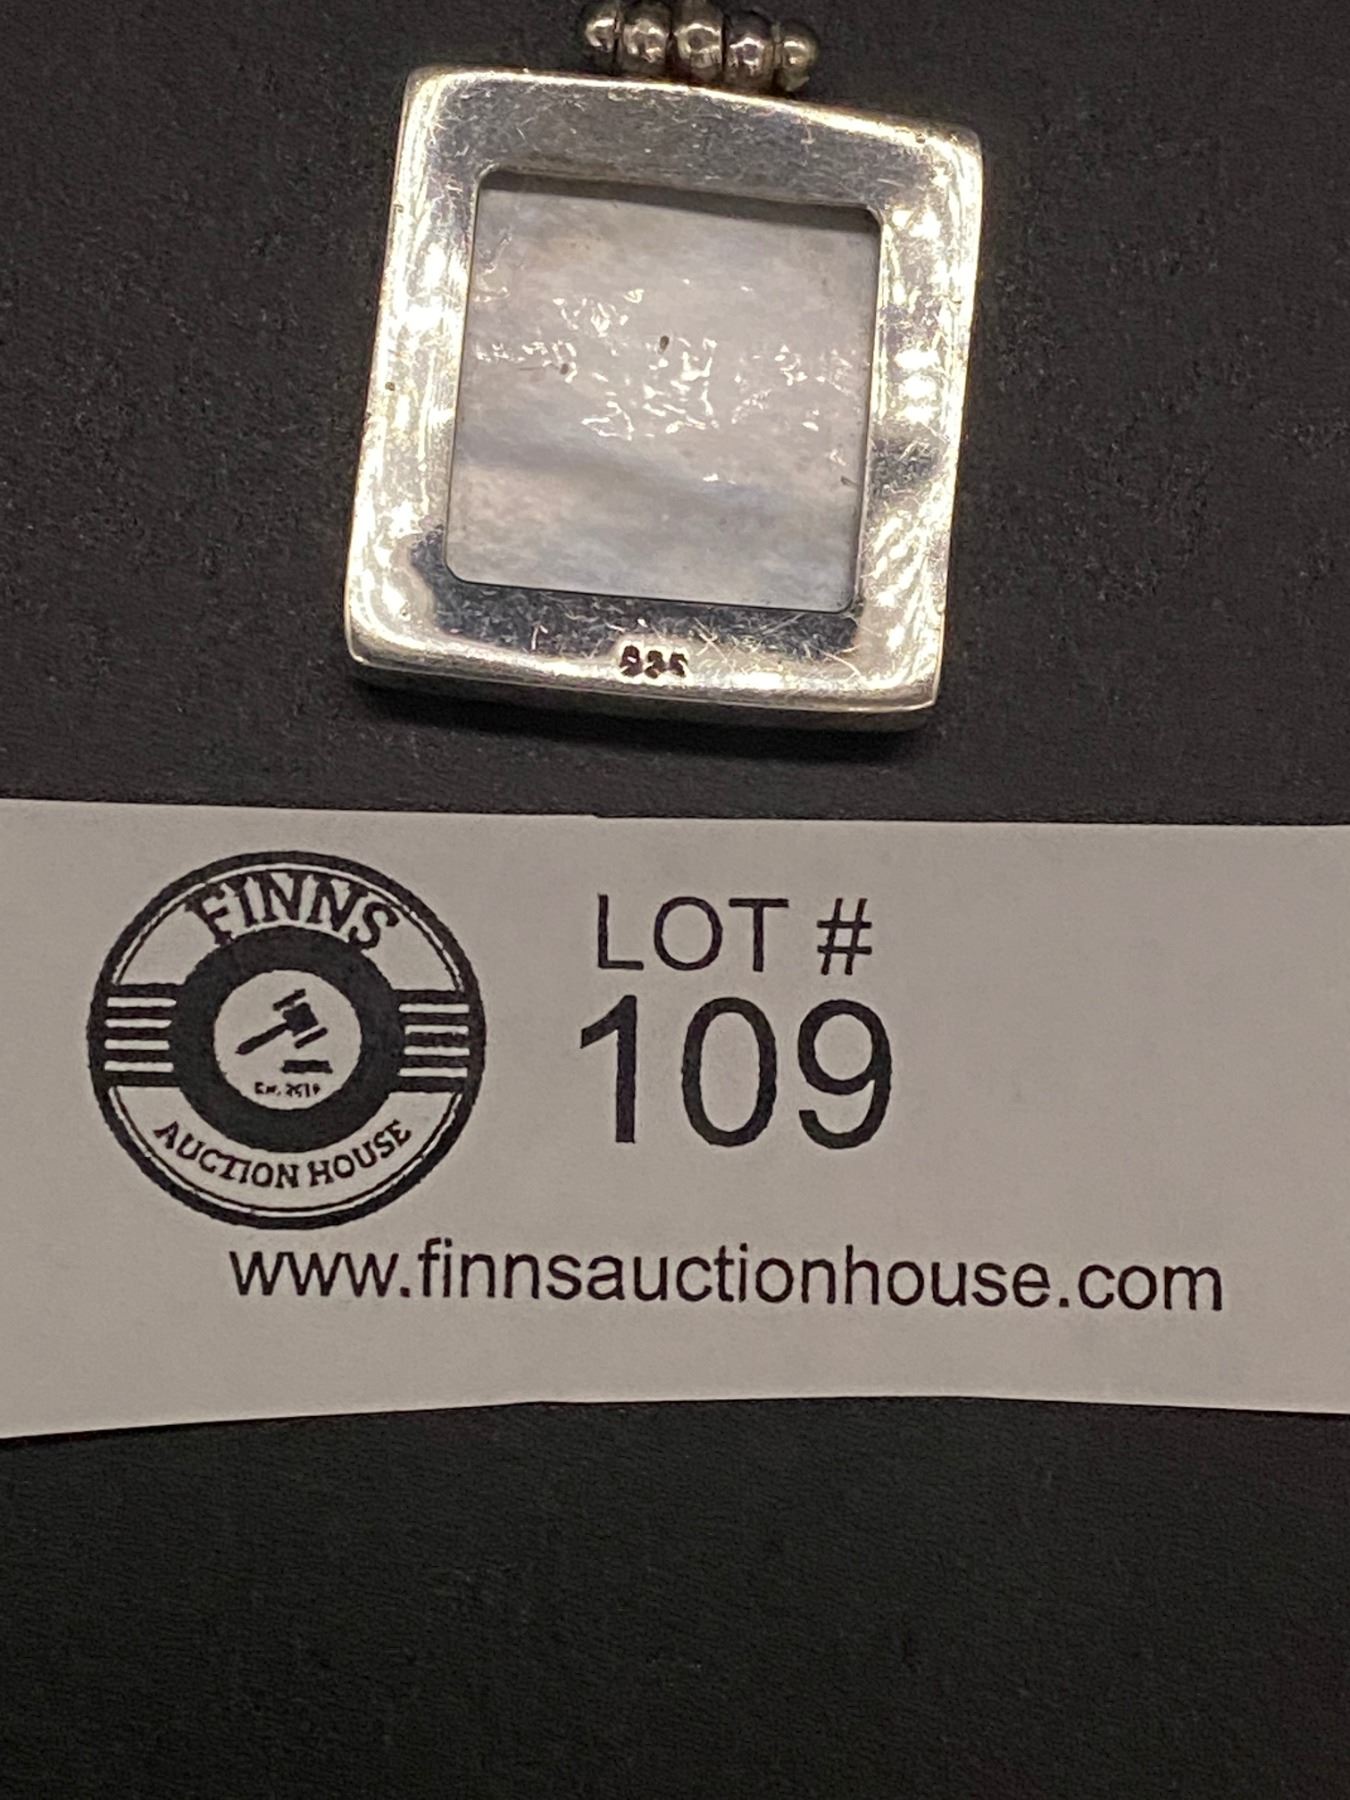 925
FINNS
Est. 2019
AUCTION HOUSE
LOT #
109
www.finnsauctionhouse.com